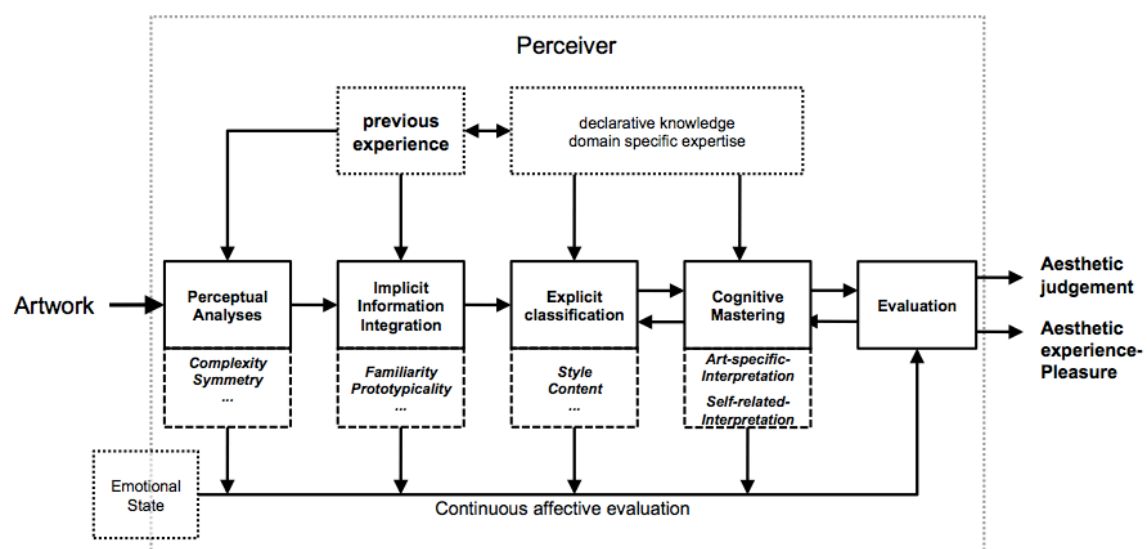 Perceiver
previous
experience
declarative knowledge
domain specific expertise
Artwork
Perceptual
Analyses
Implicit
Information
Integration
Explicit
classification
Cognitive
Mastering
Evaluation
Aesthetic
judgement
Aesthetic
experience-
Pleasure
Complexity
Symmetry
...
Familiarity
Prototypicality
...
Style
Content
...
Art-specific-
Interpretation
Self-related-
Interpretation
Emotional
State
Continuous affective evaluation